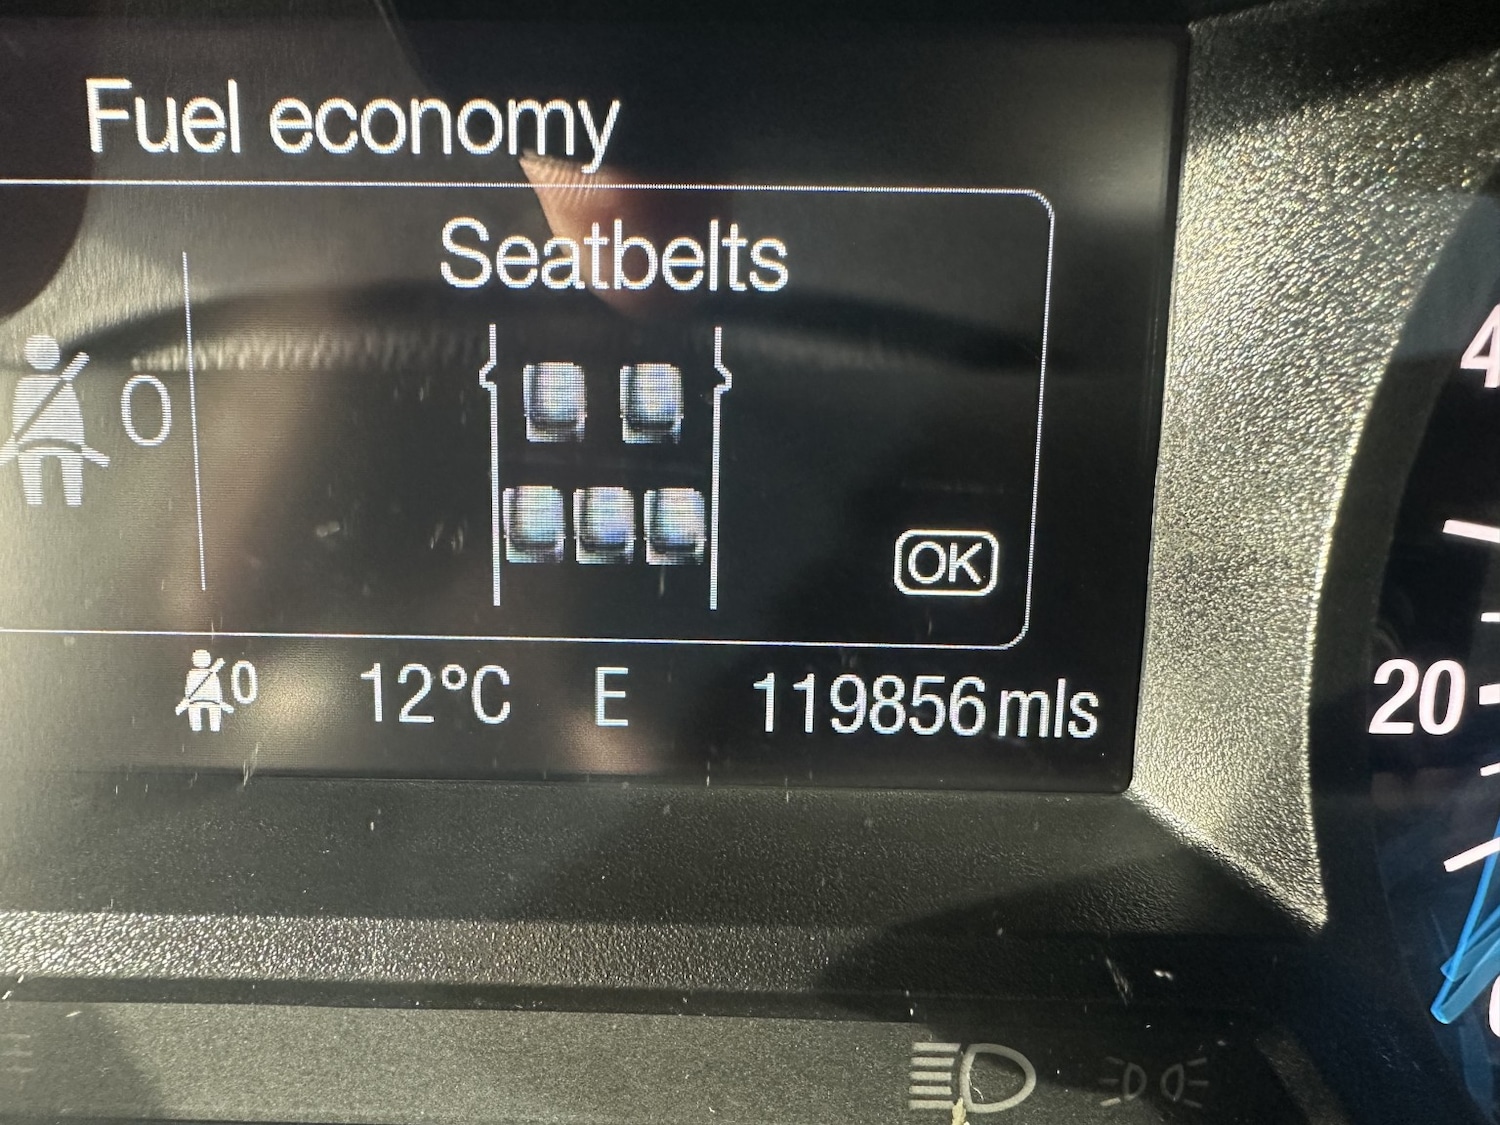 Fuel economy
Seatbelts
0
OK
0 12°C E 119856 mls
20